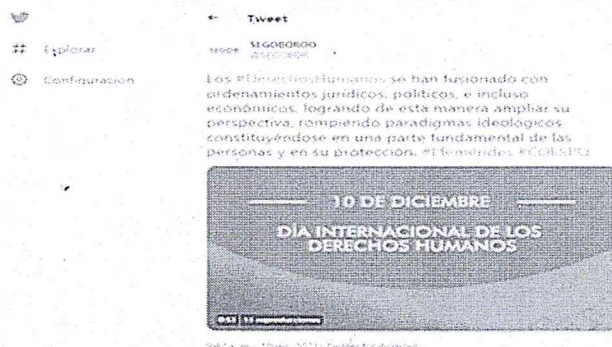 Tweet
Explorar
SEGOBQROO
Configuración
Los #DerechosHumanos se han fusionado con
ordenamientos jurídicos, políticos, e incluso
económicos, logrando de esta manera ampliar su
perspectiva, rompiendo paradigmas ideológicos
constituyéndose en una parte fundamental de las
personas y en su protección.
10 DE DICIEMBRE
DÍA INTERNACIONAL DE LOS
DERECHOS HUMANOS
reproducciones